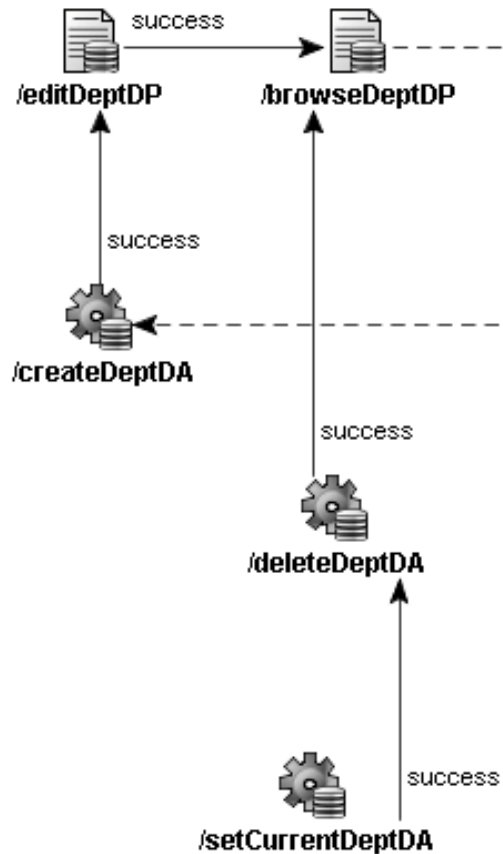 success
/editDeptDP
/browseDeptDP
success
/createDeptDA
success
/deleteDeptDA
success
/setCurrentDeptDA